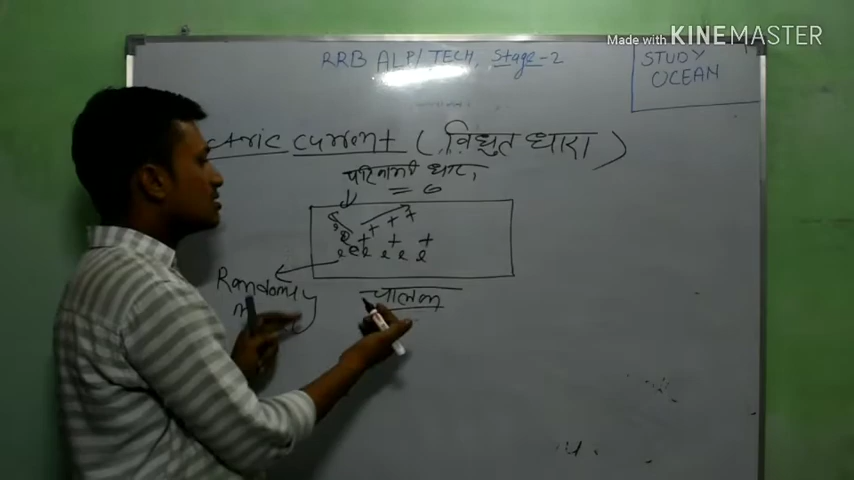 Made with KINEMASTER
RRB ALP/TECH, Stage-2
STUDY
OCEAN
ctric current (विधुत धारा)
परिणामी धारा
= 0
+ + + +
+ + +
e e e e e
Randomly
चालक